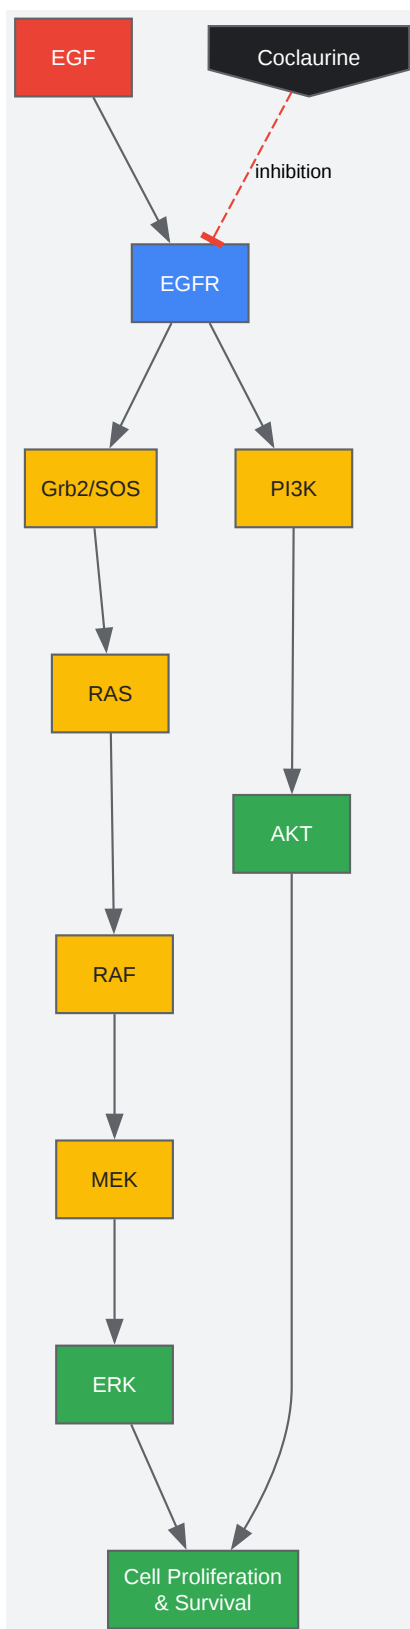 EGF
Coclaurine
inhibition
EGFR
Grb2/SOS
PI3K
RAS
AKT
RAF
MEK
ERK
Cell Proliferation
& Survival